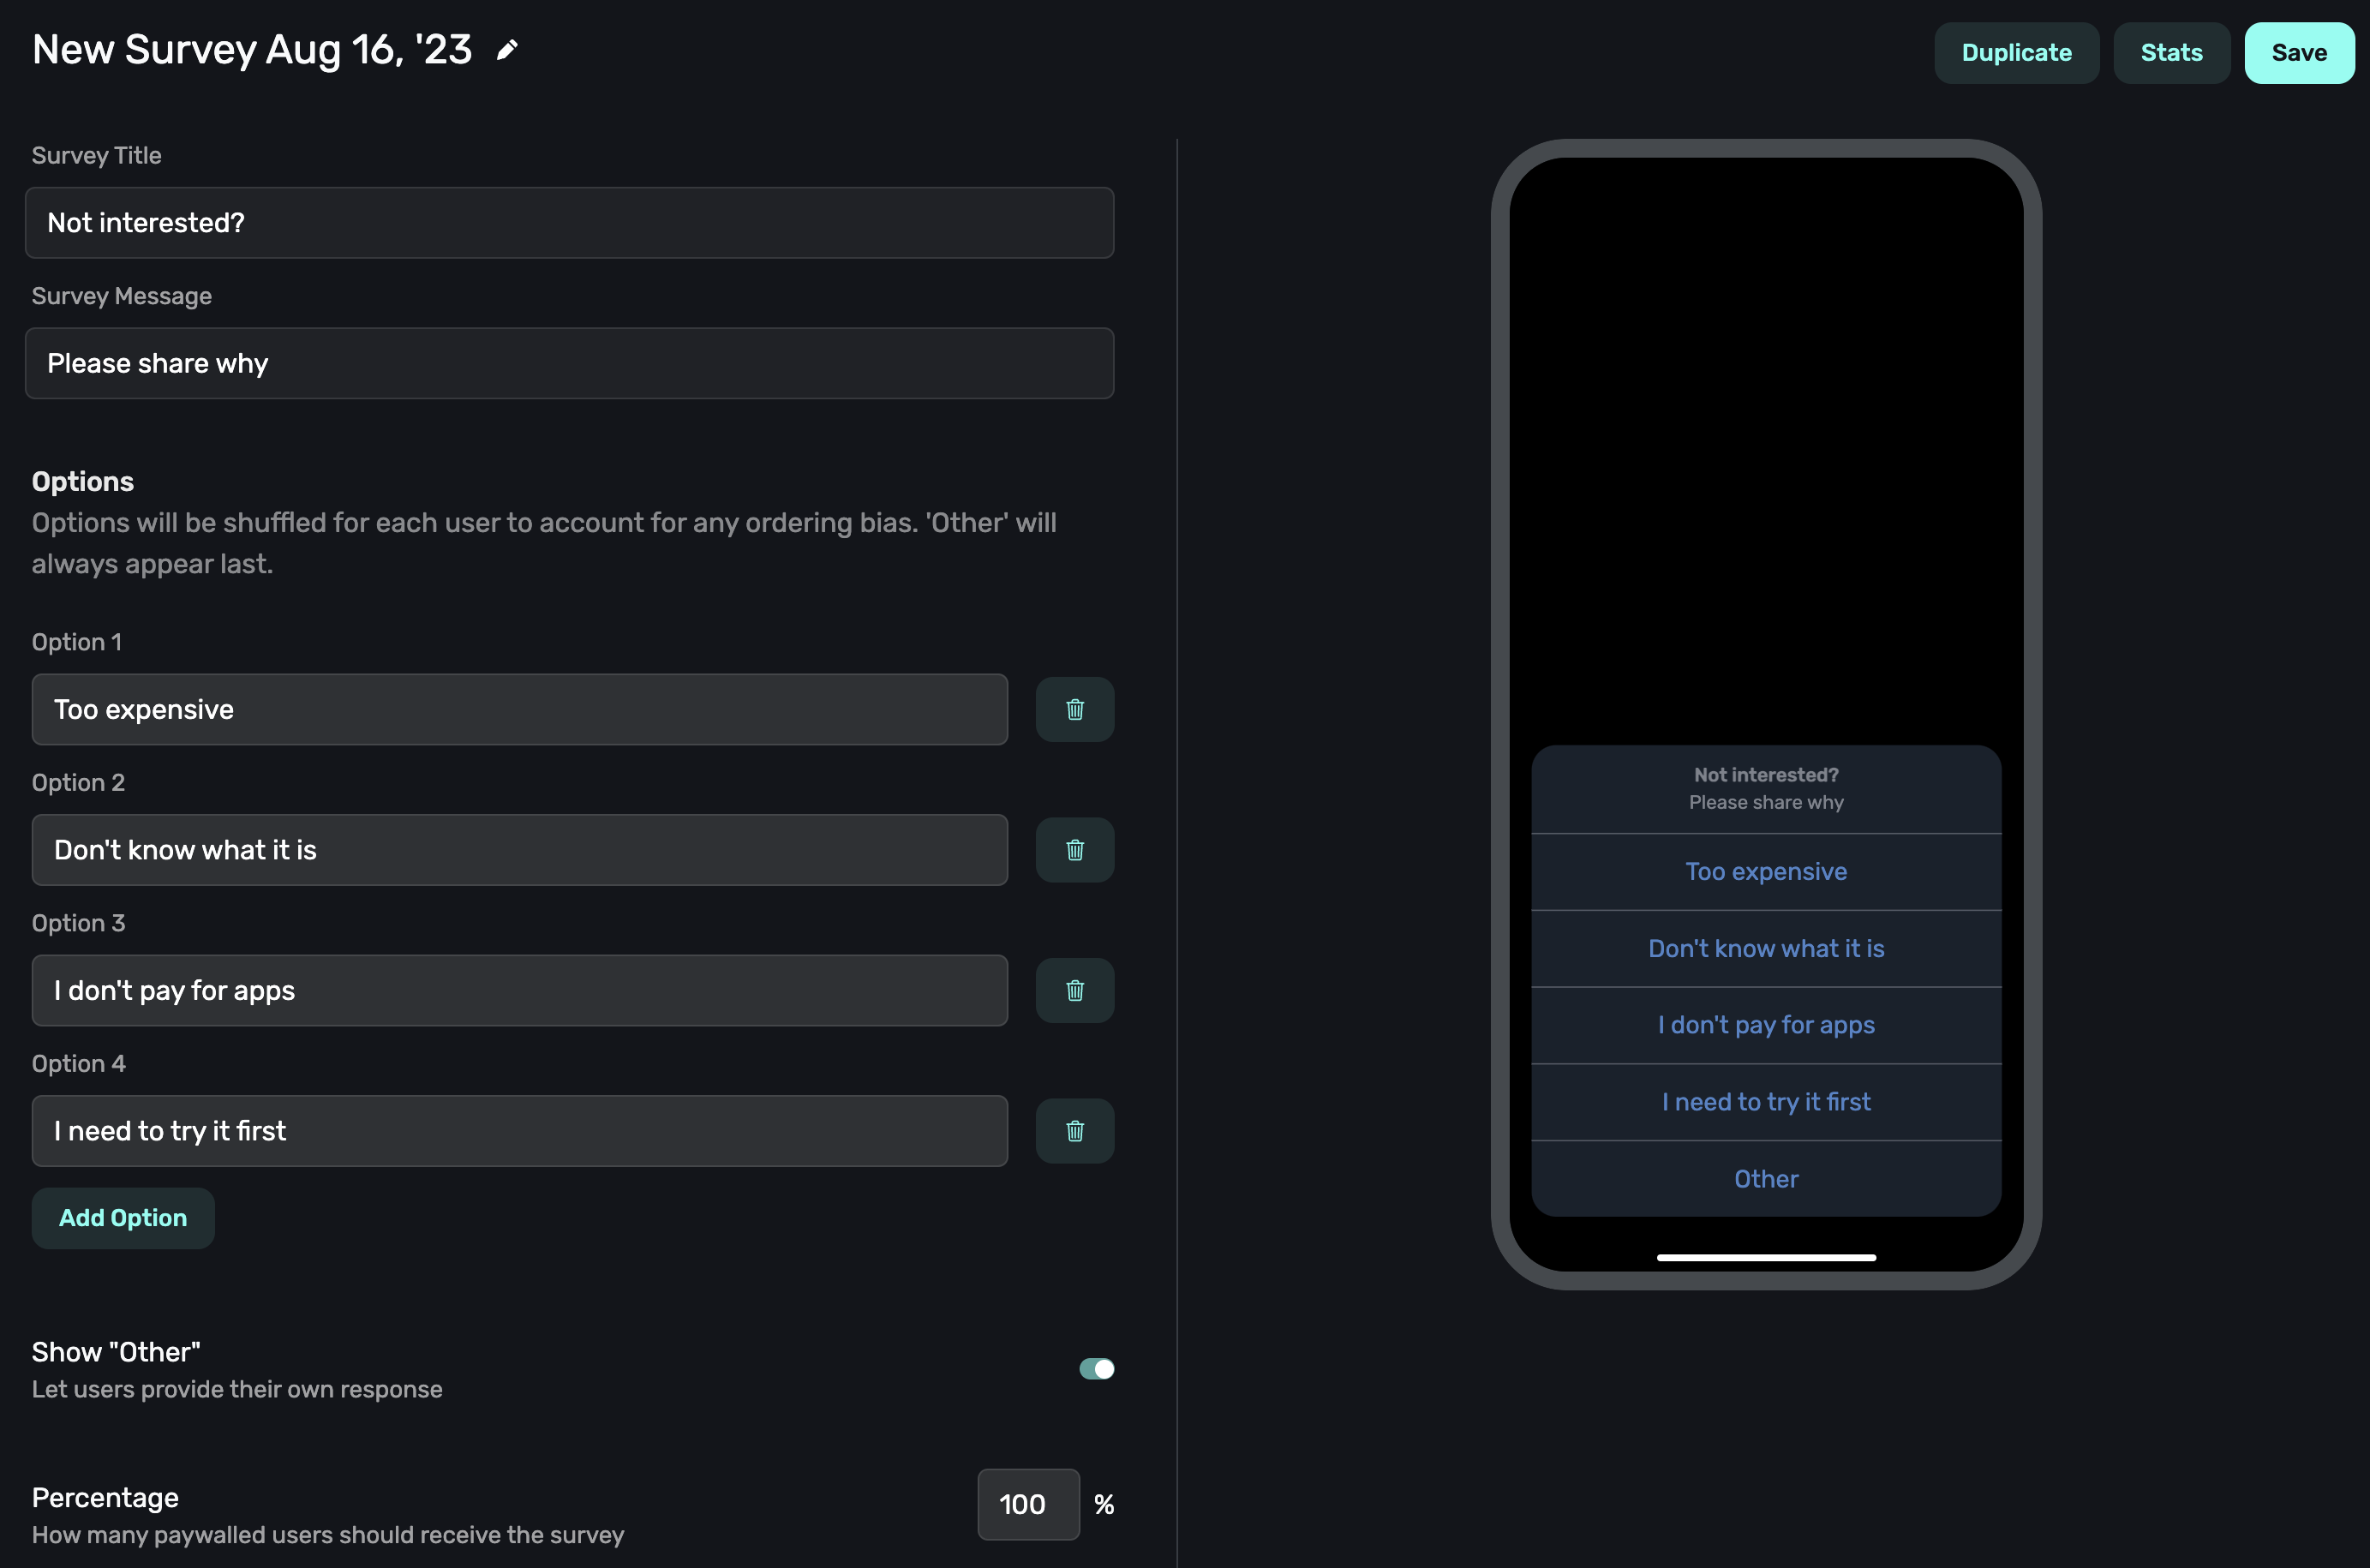 New Survey Aug 16, '23
Duplicate
Stats
Save
Survey Title
Not interested?
Survey Message
Please share why
Options
Options will be shuffled for each user to account for any ordering bias. 'Other' will
always appear last.
Option 1
Too expensive
Option 2
Don't know what it is
Option 3
I don't pay for apps
Option 4
I need to try it first
Add Option
Show "Other"
Let users provide their own response
Percentage
How many paywalled users should receive the survey
100 %
Not interested?
Please share why
Too expensive
Don't know what it is
I don't pay for apps
I need to try it first
Other